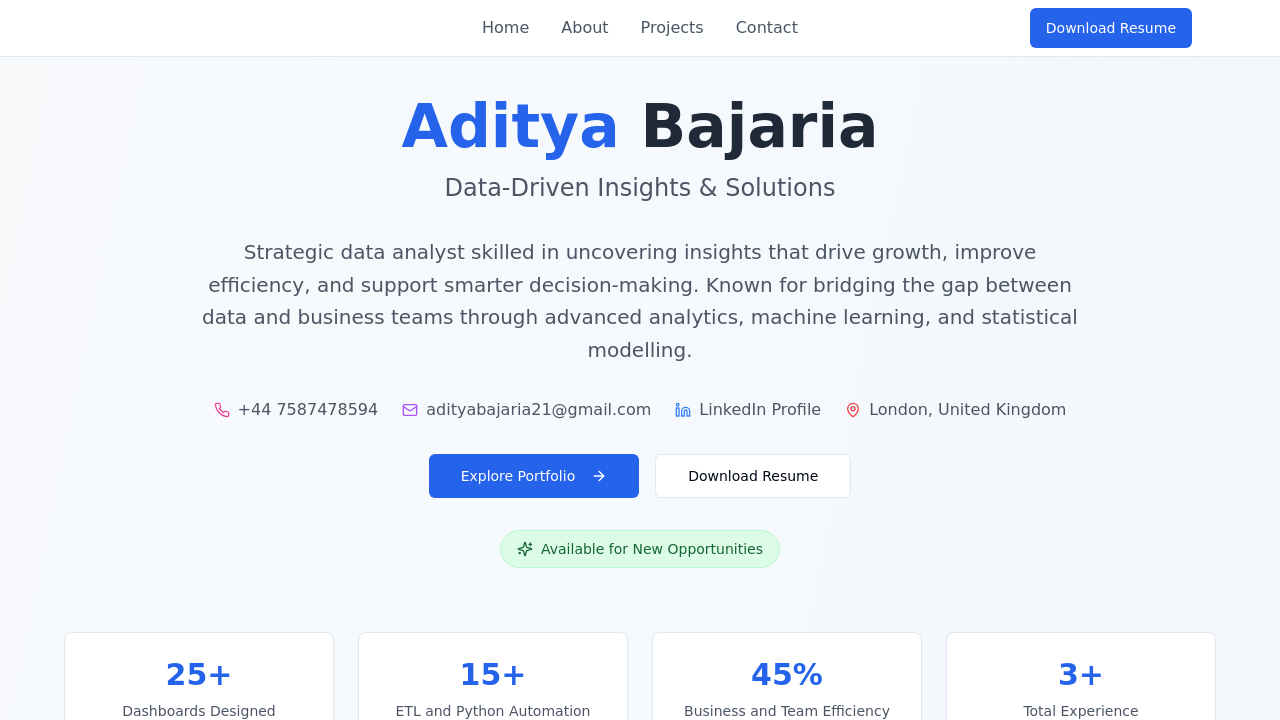 Home About Projects Contact Download Resume
Aditya Bajaria
Data-Driven Insights & Solutions
Strategic data analyst skilled in uncovering insights that drive growth, improve
efficiency, and support smarter decision-making. Known for bridging the gap between
data and business teams through advanced analytics, machine learning, and statistical
modelling.
+44 7587478594 adityabajaria21@gmail.com LinkedIn Profile London, United Kingdom
Explore Portfolio Download Resume
Available for New Opportunities
25+ 15+ 45% 3+
Dashboards Designed ETL and Python Automation Business and Team Efficiency Total Experience